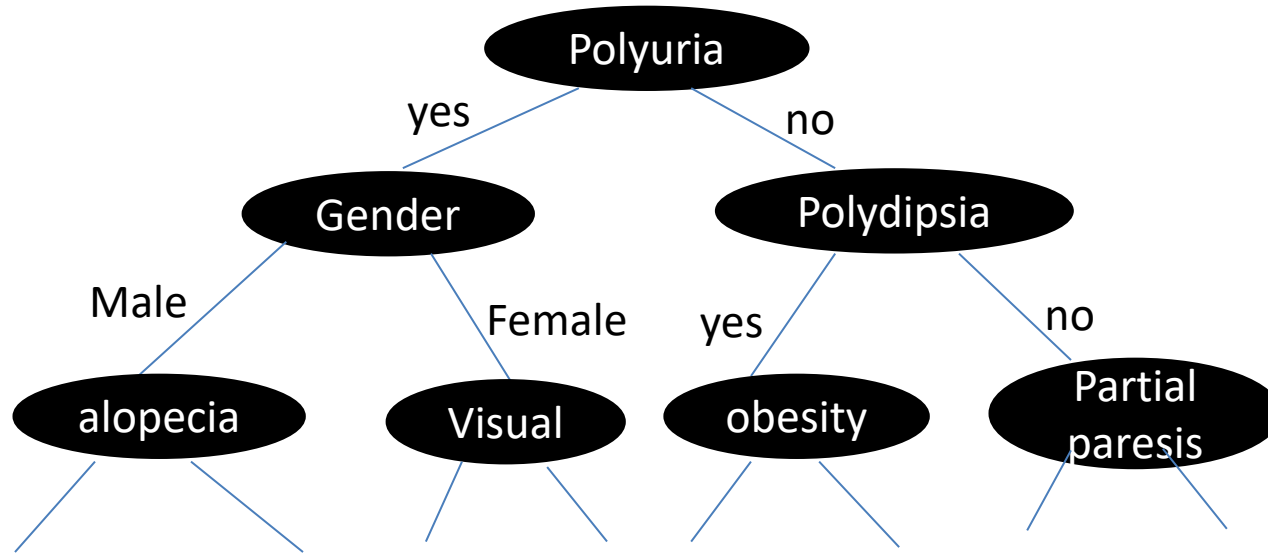 Polyuria
yes
no
Gender
Polydipsia
Male
Female
yes
no
alopecia
Visual
obesity
Partial
paresis